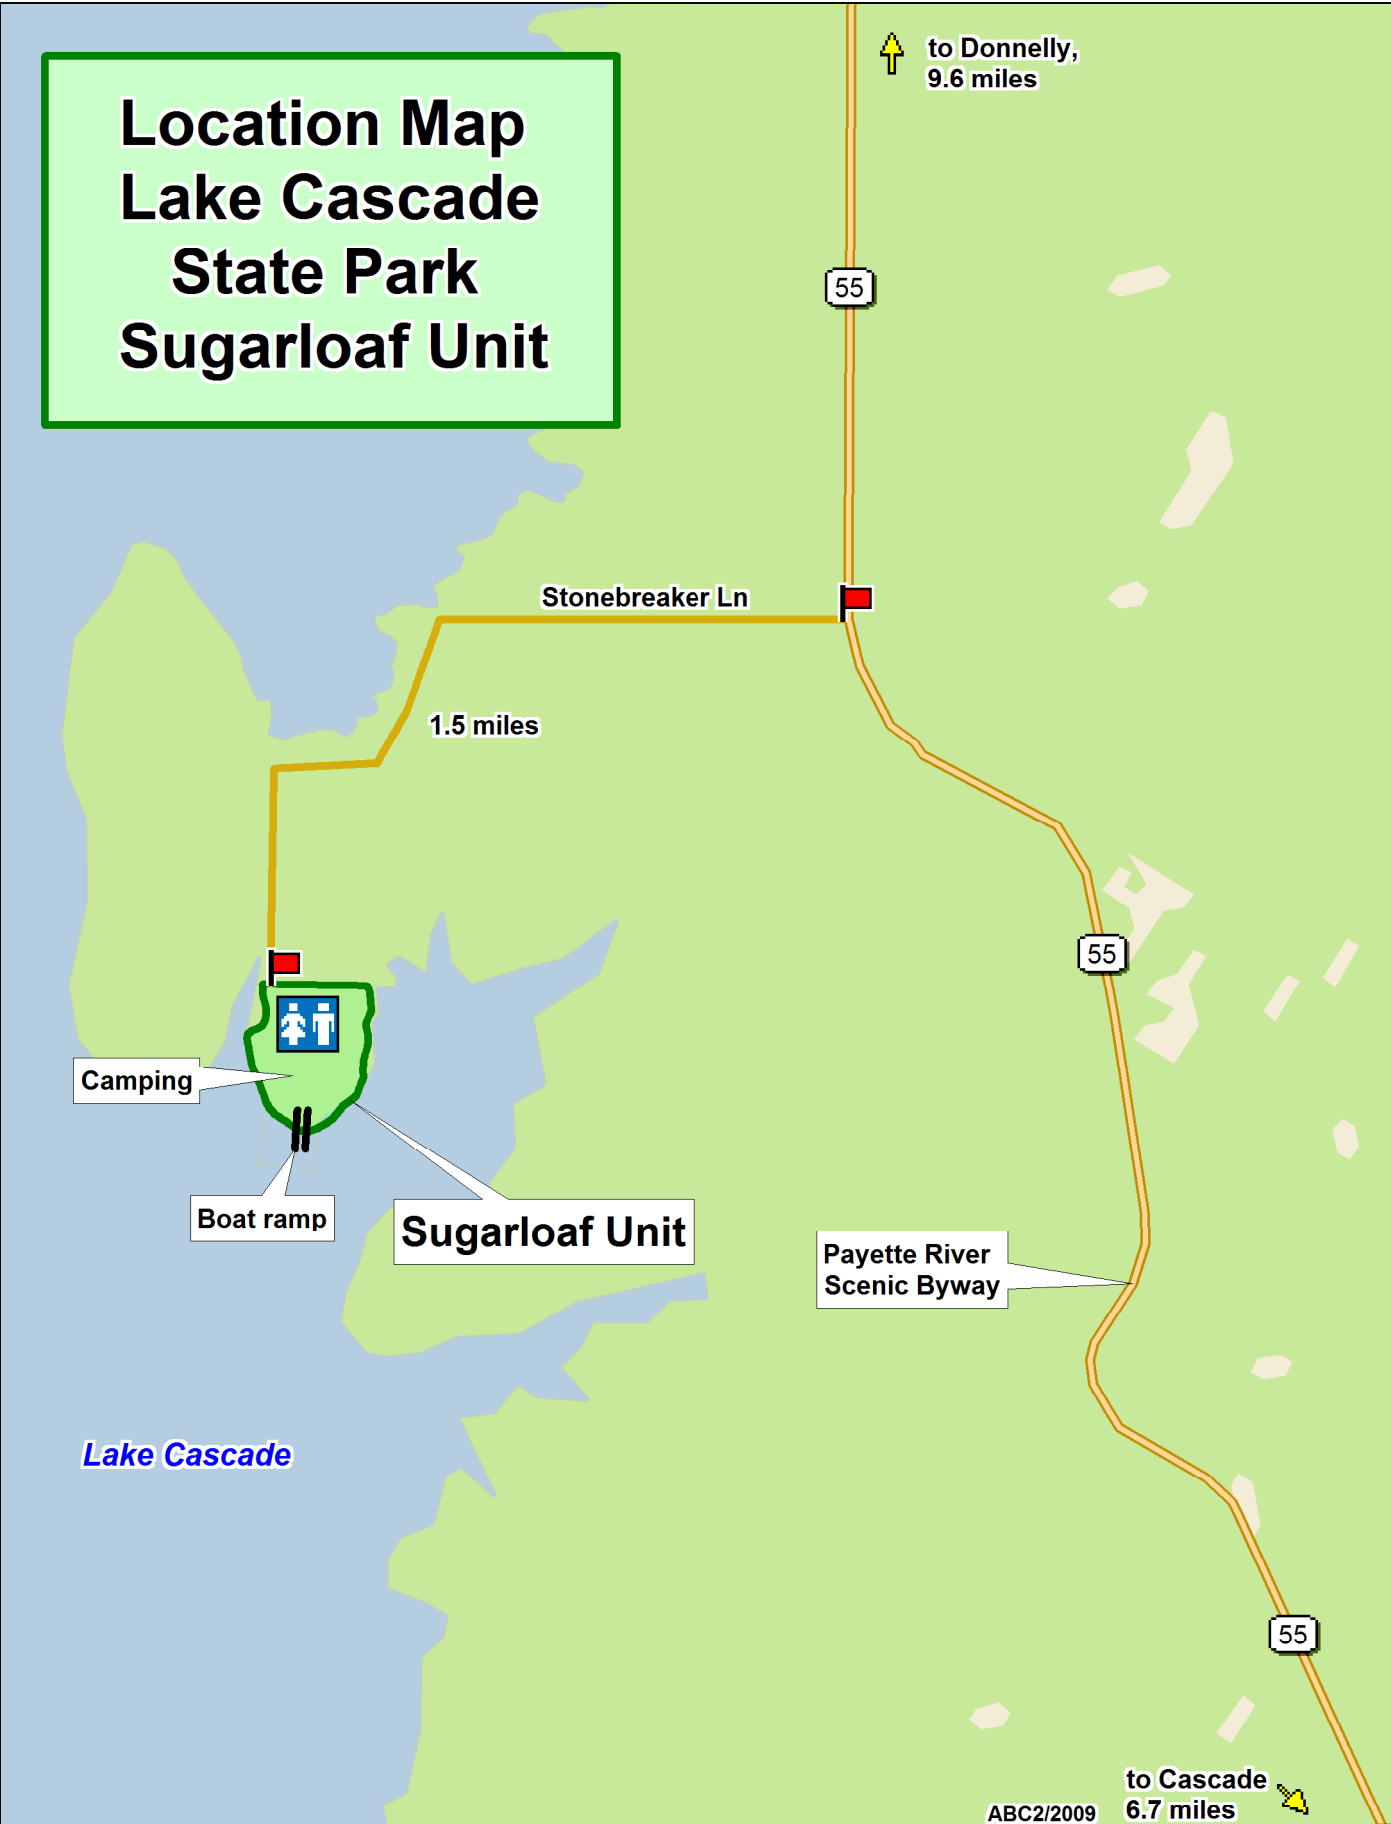 Location Map
Lake Cascade
State Park
Sugarloaf Unit
to Donnelly,
9.6 miles
55
Stonebreaker Ln
1.5 miles
55
Camping
Boat ramp
Sugarloaf Unit
Payette River
Scenic Byway
Lake Cascade
55
to Cascade
6.7 miles
ABC2/2009